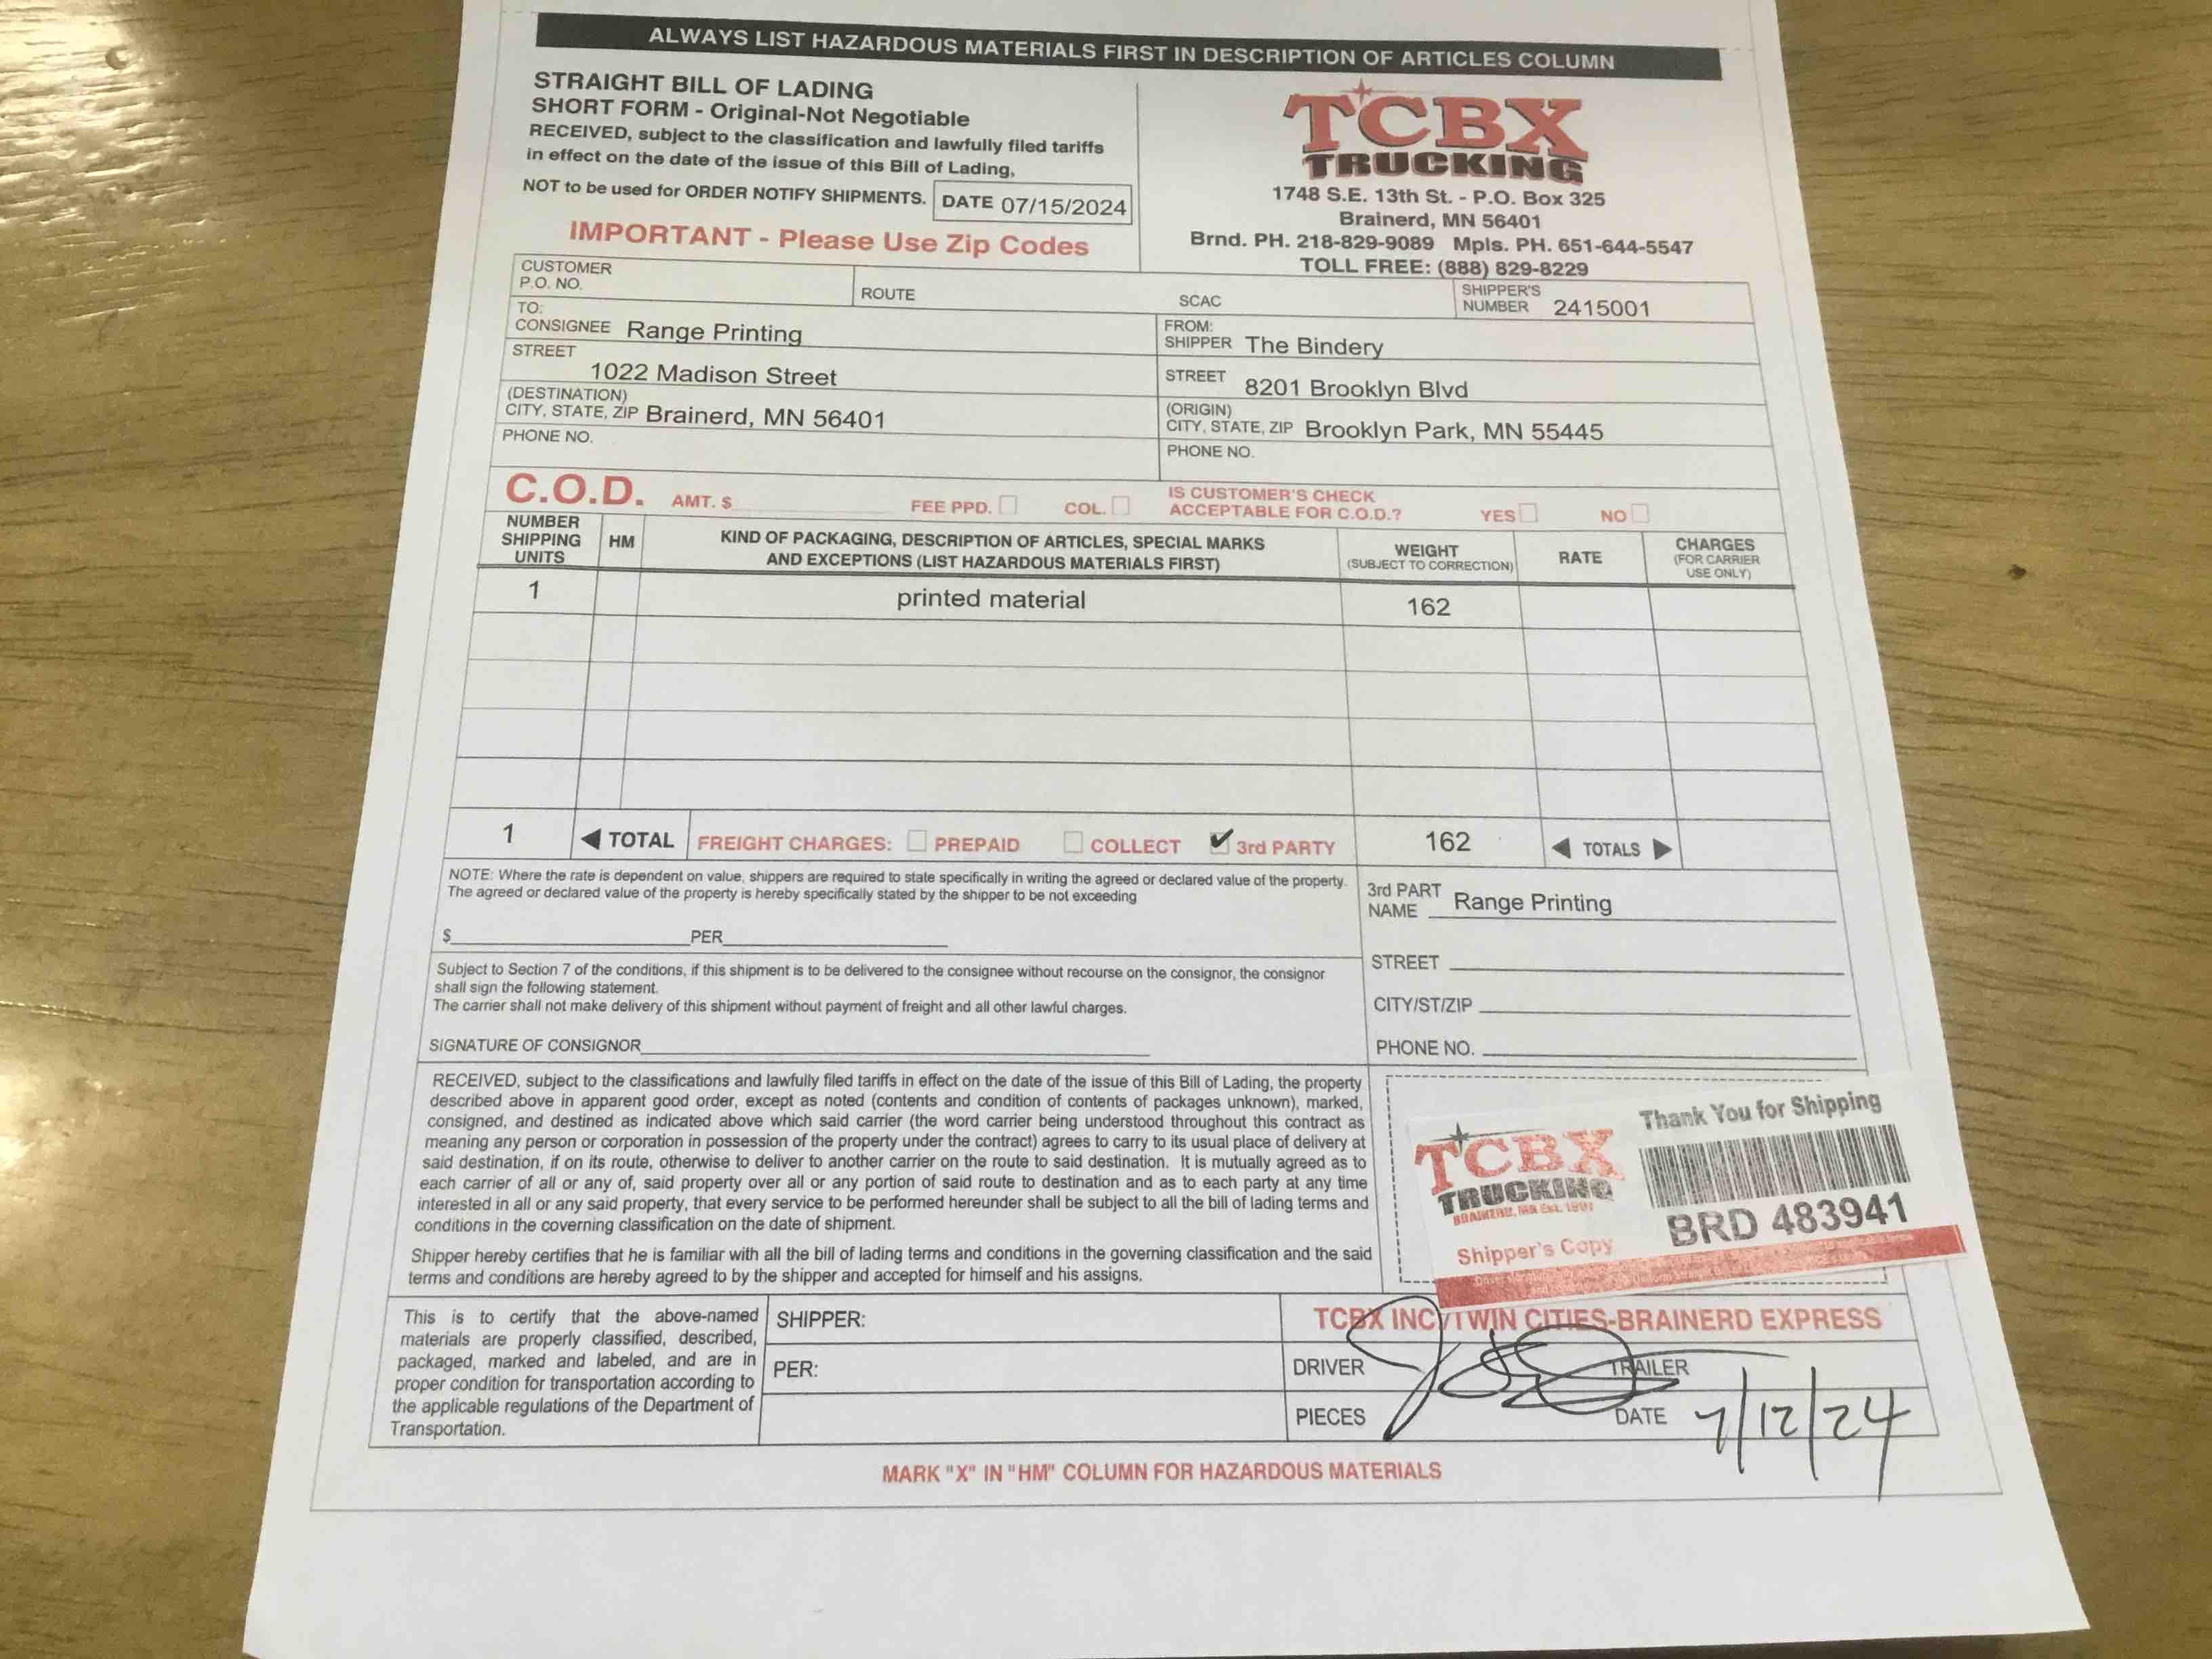 ALWAYS LIST HAZARDOUS MATERIALS FIRST IN DESCRIPTION OF ARTICLES COLUMN
STRAIGHT BILL OF LADING
SHORT FORM - Original-Not Negotiable
RECEIVED, subject to the classification and lawfully filed tariffs
in effect on the date of the issue of this Bill of Lading,
NOT to be used for ORDER NOTIFY SHIPMENTS. DATE 07/15/2024
IMPORTANT - Please Use Zip Codes
TCBX
TRUCKING
1748 S.E. 13th St. - P.O. Box 325
Brainerd, MN 56401
Brnd. PH. 218-829-9089 Mpls. PH. 651-644-5547
TOLL FREE: (888) 829-8229
CUSTOMER
P.O. NO.
ROUTE
SCAC
SHIPPER'S
NUMBER 2415001
TO:
CONSIGNEE Range Printing
STREET
1022 Madison Street
(DESTINATION)
CITY, STATE, ZIP Brainerd, MN 56401
PHONE NO.
FROM:
SHIPPER The Bindery
STREET 8201 Brooklyn Blvd
(ORIGIN)
CITY, STATE, ZIP Brooklyn Park, MN 55445
PHONE NO.
C.O.D. AMT. $ FEE PPD. COL.
IS CUSTOMER'S CHECK
ACCEPTABLE FOR C.O.D.? YES NO
NUMBER
SHIPPING
UNITS
HM
KIND OF PACKAGING, DESCRIPTION OF ARTICLES, SPECIAL MARKS
AND EXCEPTIONS (LIST HAZARDOUS MATERIALS FIRST)
WEIGHT
(SUBJECT TO CORRECTION)
RATE
CHARGES
(FOR CARRIER
USE ONLY)
1 printed material 162
1 TOTAL FREIGHT CHARGES: PREPAID COLLECT ✔ 3rd PARTY 162 TOTALS
NOTE: Where the rate is dependent on value, shippers are required to state specifically in writing the agreed or declared value of the property.
The agreed or declared value of the property is hereby specifically stated by the shipper to be not exceeding
$ PER
3rd PART
NAME Range Printing
STREET
CITY/ST/ZIP
PHONE NO.
Subject to Section 7 of the conditions, if this shipment is to be delivered to the consignee without recourse on the consignor, the consignor
shall sign the following statement.
The carrier shall not make delivery of this shipment without payment of freight and all other lawful charges.
SIGNATURE OF CONSIGNOR
RECEIVED, subject to the classifications and lawfully filed tariffs in effect on the date of the issue of this Bill of Lading, the property
described above in apparent good order, except as noted (contents and condition of contents of packages unknown), marked,
consigned, and destined as indicated above which said carrier (the word carrier being understood throughout this contract as
meaning any person or corporation in possession of the property under the contract) agrees to carry to its usual place of delivery at
said destination, if on its route, otherwise to deliver to another carrier on the route to said destination. It is mutually agreed as to
each carrier of all or any of, said property over all or any portion of said route to destination and as to each party at any time
interested in all or any said property, that every service to be performed hereunder shall be subject to all the bill of lading terms and
conditions in the coverning classification on the date of shipment.
Shipper hereby certifies that he is familiar with all the bill of lading terms and conditions in the governing classification and the said
terms and conditions are hereby agreed to by the shipper and accepted for himself and his assigns.
Thank You for Shipping
TCBX
TRUCKING
BRAINERD, MN Est. 1991
Shipper's Copy
BRD 483941
This is to certify that the above-named
materials are properly classified, described,
packaged, marked and labeled, and are in
proper condition for transportation according to
the applicable regulations of the Department of
Transportation.
SHIPPER:
PER:
TCBX INC/TWIN CITIES-BRAINERD EXPRESS
DRIVER TRAILER
PIECES DATE 7/12/24
MARK "X" IN "HM" COLUMN FOR HAZARDOUS MATERIALS